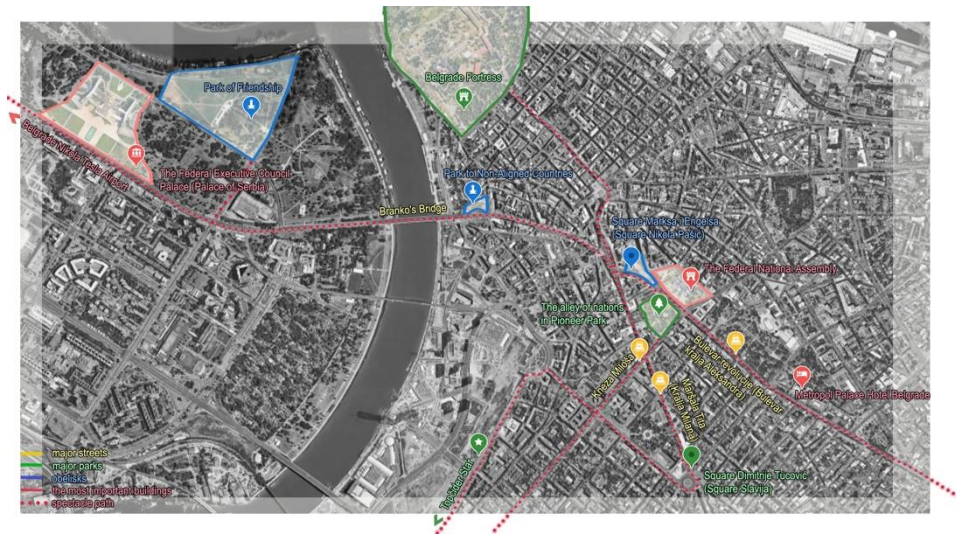 Belgrade Fortress
Park of Friendship
Belgrade Nikola Tesla Airport
The Federal Executive Council
Palace (Palace of Serbia)
Park to Non-Aligned Countries
Branko's Bridge
Square Marksa i Engelsa
(Square Nikola Pašić)
The Federal National Assembly
The alley of nations
in Pioneer Park
Kneza Miloša
Bulevar revolucije (Bulevar
kralja Aleksandra)
Maršala Tita
(Kralja Milana)
Metropol Palace Hotel Belgrade
Topčider Star
Square Dimitrije Tucović
(Square Slavija)
major streets
major parks
obelisks
the most important buildings
spectacle path